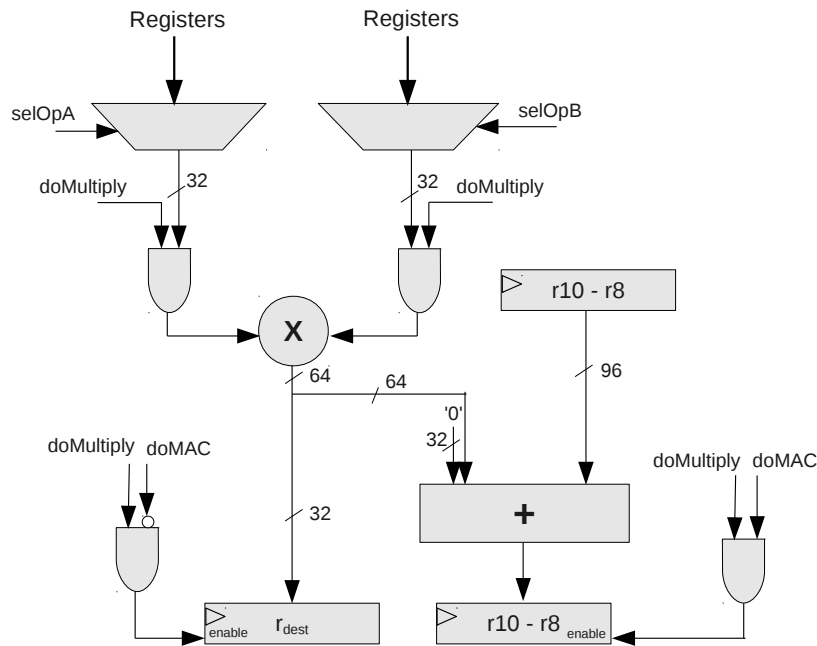 Registers
Registers
selOpA
selOpB
32
32
doMultiply
doMultiply
r10 - r8
X
64
64
96
'0'
32
doMultiply
doMAC
doMultiply
doMAC
32
+
rdest
enable
r10 - r8
enable